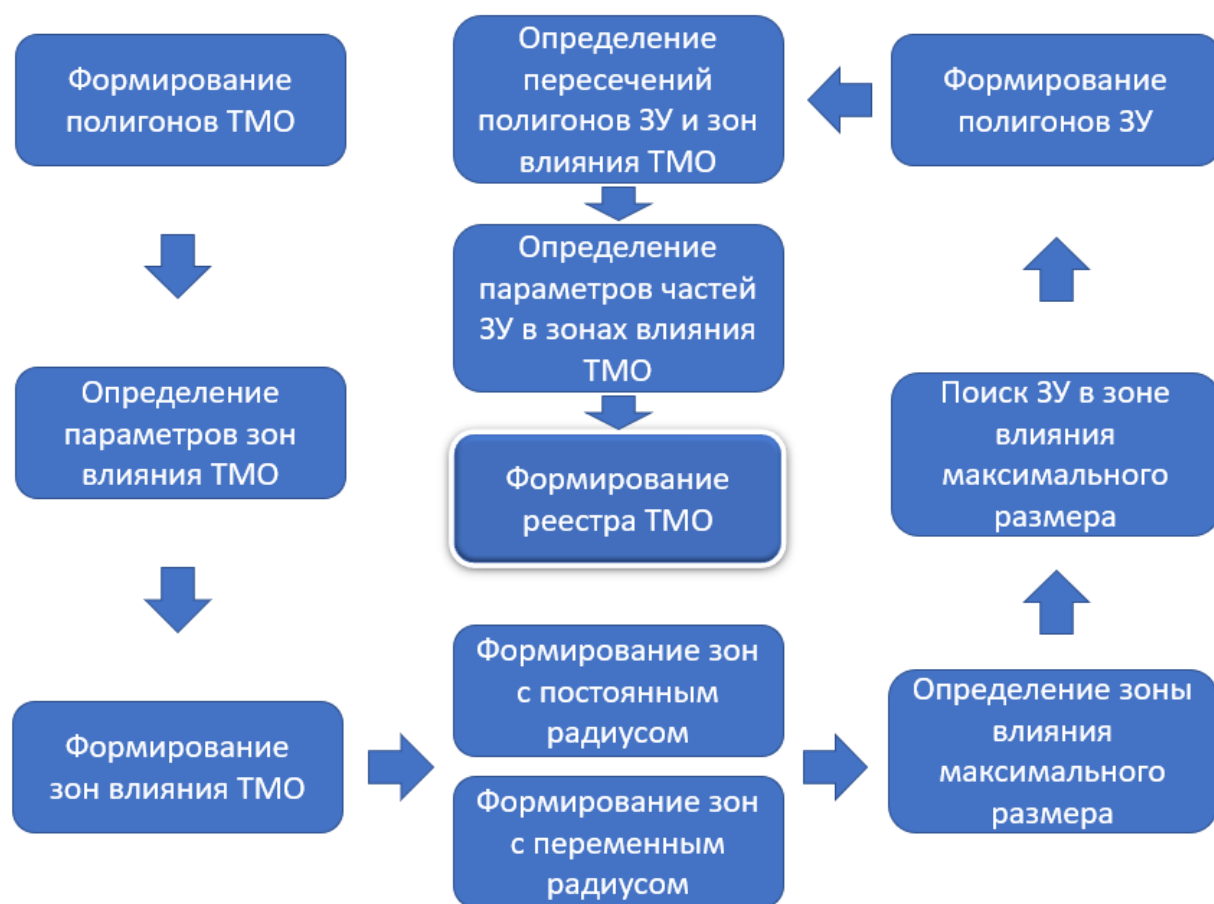 Формирование
полигонов ТМО
Определение
параметров зон
влияния ТМО
Формирование
зон влияния ТМО
Формирование зон
с постоянным
радиусом
Формирование зон
с переменным
радиусом
Определение зоны
влияния
максимального
размера
Поиск ЗУ в зоне
влияния
максимального
размера
Формирование
полигонов ЗУ
Определение
пересечений
полигонов ЗУ и зон
влияния ТМО
Определение
параметров частей
ЗУ в зонах влияния
ТМО
Формирование
реестра ТМО